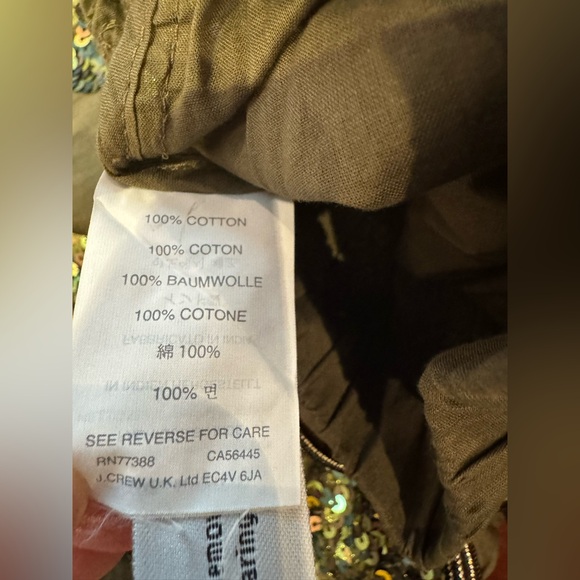 100% COTTON
100% COTON
100% BAUMWOLLE
100% COTONE
綿 100%
100% 면
SEE REVERSE FOR CARE
RN77388 CA56445
J.CREW U.K. Ltd EC4V 6JA